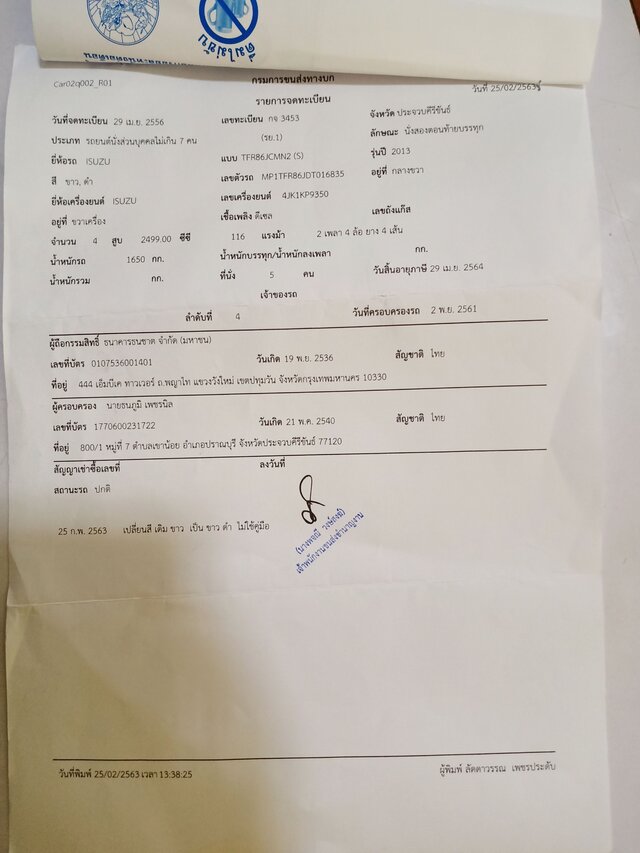 ดื่มไม่ขับ
Car02q002_R01
กรมการขนส่งทางบก
วันที่ 25/02/2563
รายการจดทะเบียน
วันที่จดทะเบียน 29 เม.ย. 2556 เลขทะเบียน กจ 3453 จังหวัด ประจวบคีรีขันธ์
ประเภท รถยนต์นั่งส่วนบุคคลไม่เกิน 7 คน (รย.1) ลักษณะ นั่งสองตอนท้ายบรรทุก
ยี่ห้อรถ ISUZU แบบ TFR86JCMN2 (S) รุ่นปี 2013
สี ขาว, ดำ เลขตัวรถ MP1TFR86JDT016835 อยู่ที่ กลางขวา
ยี่ห้อเครื่องยนต์ ISUZU เลขเครื่องยนต์ 4JK1KP9350
อยู่ที่ ขวาเครื่อง เชื้อเพลิง ดีเซล เลขถังแก๊ส
จำนวน 4 สูบ 2499.00 ซีซี 116 แรงม้า 2 เพลา 4 ล้อ ยาง 4 เส้น
น้ำหนักรถ 1650 กก. น้ำหนักบรรทุก/น้ำหนักลงเพลา กก.
น้ำหนักรวม กก. ที่นั่ง 5 คน วันสิ้นอายุภาษี 29 เม.ย. 2564
เจ้าของรถ
ลำดับที่ 4 วันที่ครอบครองรถ 2 พ.ย. 2561
ผู้ถือกรรมสิทธิ์ ธนาคารธนชาต จำกัด (มหาชน)
เลขที่บัตร 0107536001401 วันเกิด 19 พ.ย. 2536 สัญชาติ ไทย
ที่อยู่ 444 เอ็มบีเค ทาวเวอร์ ถ.พญาไท แขวงวังใหม่ เขตปทุมวัน จังหวัดกรุงเทพมหานคร 10330
ผู้ครอบครอง นายธนภูมิ เพชรนิล
เลขที่บัตร 1770600231722 วันเกิด 21 พ.ค. 2540 สัญชาติ ไทย
ที่อยู่ 800/1 หมู่ที่ 7 ตำบลเขาน้อย อำเภอปราณบุรี จังหวัดประจวบคีรีขันธ์ 77120
สัญญาเช่าซื้อเลขที่ ลงวันที่
สถานะรถ ปกติ
25 ก.พ. 2563 เปลี่ยนสี เดิม ขาว เป็น ขาว ดำ ไม่ใช้คู่มือ
เจ้าพนักงานขนส่งชำนาญงาน
วันที่พิมพ์ 25/02/2563 เวลา 13:38:25 ผู้พิมพ์ ลัดดาวรรณ เพชรประดับ